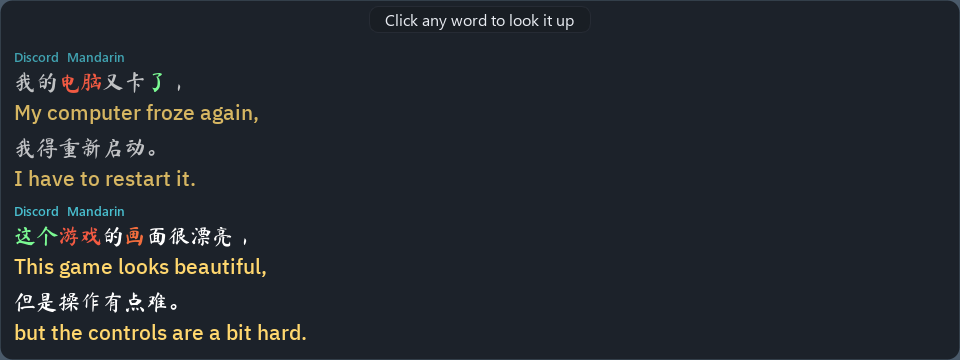 Click any word to look it up
Discord Mandarin
我的电脑又卡了，
My computer froze again,
我得重新启动。
I have to restart it.
Discord Mandarin
这个游戏的画面很漂亮，
This game looks beautiful,
但是操作有点难。
but the controls are a bit hard.